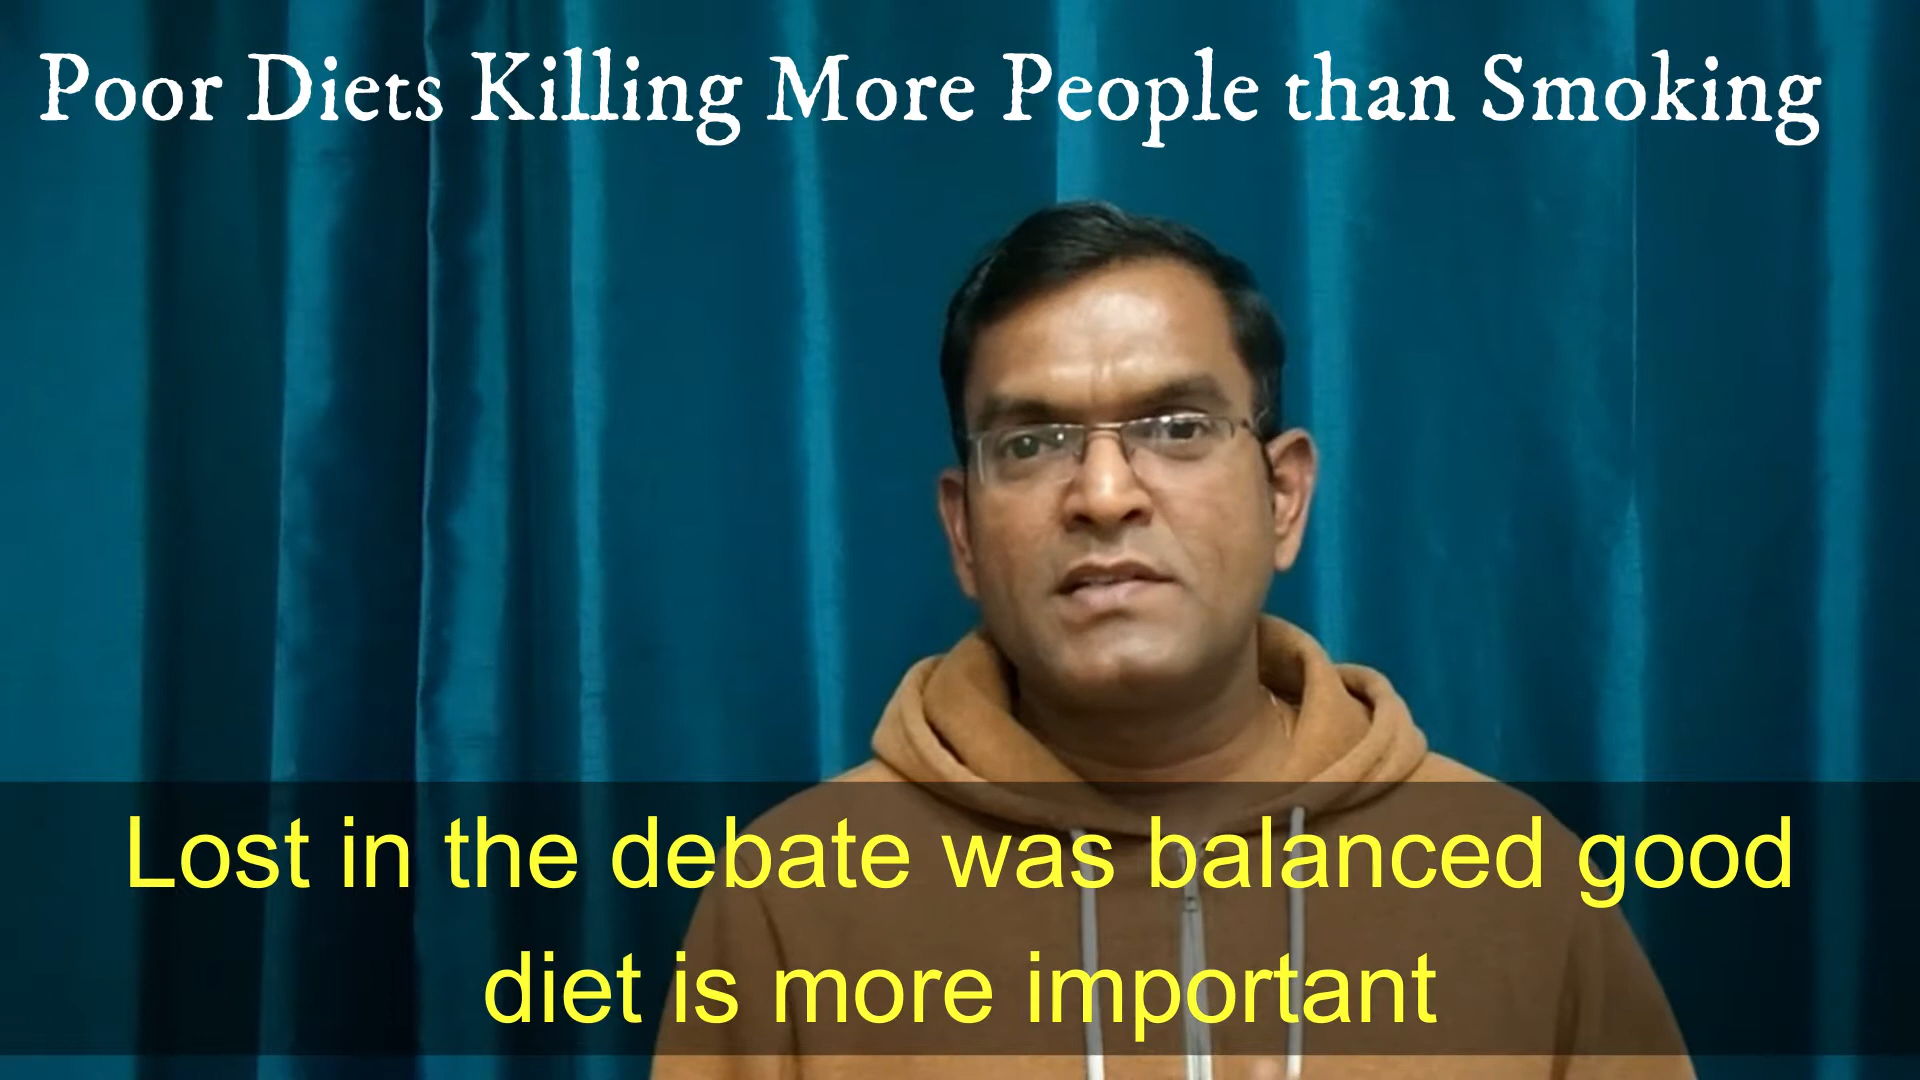 Poor Diets Killing More People than Smoking
Lost in the debate was balanced good
diet is more important